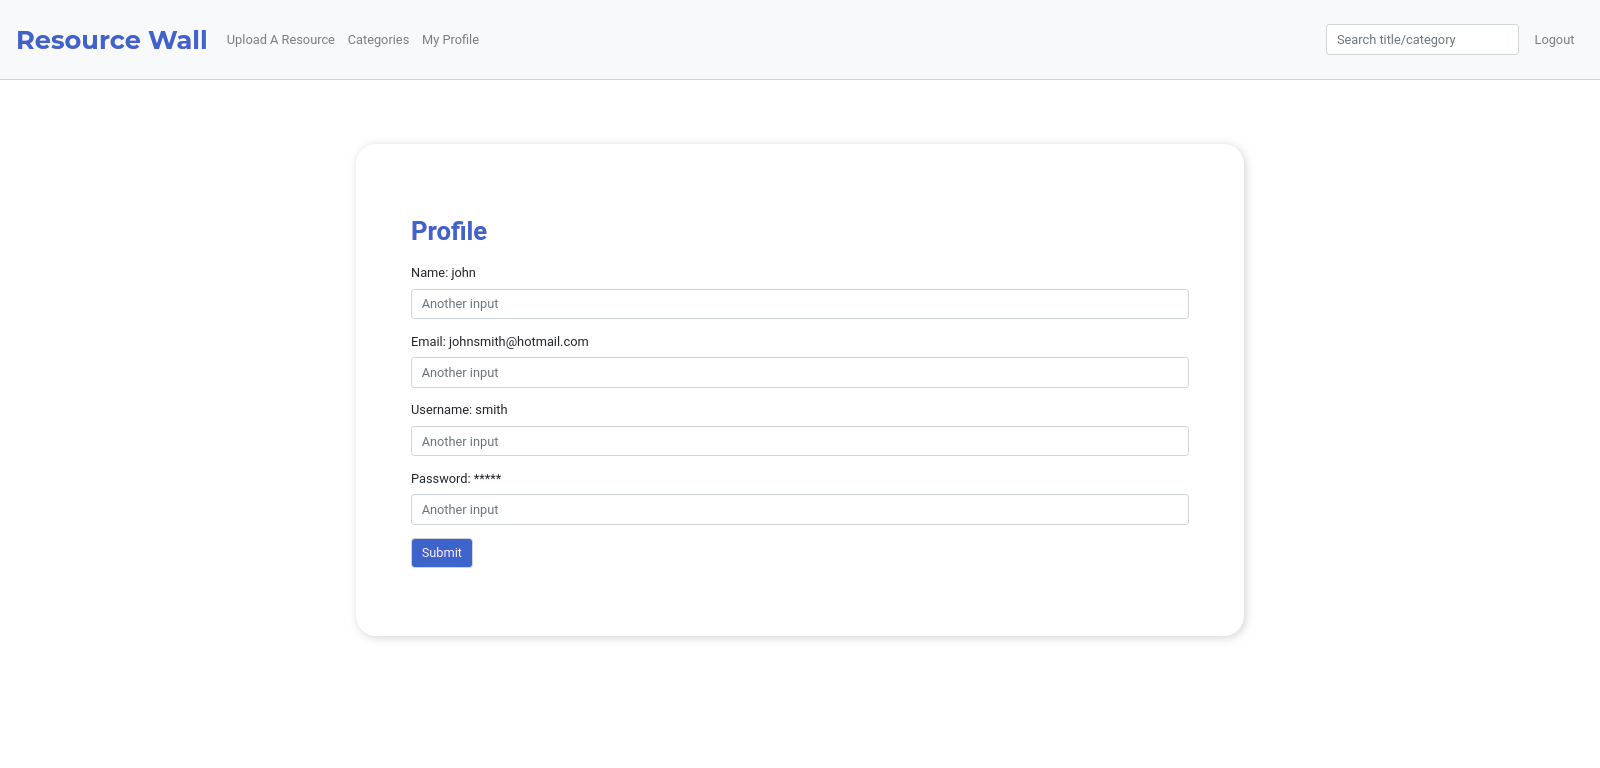 Resource Wall Upload A Resource Categories My Profile Search title/category Logout
Profile
Name: john
Another input
Email: johnsmith@hotmail.com
Another input
Username: smith
Another input
Password: *****
Another input
Submit